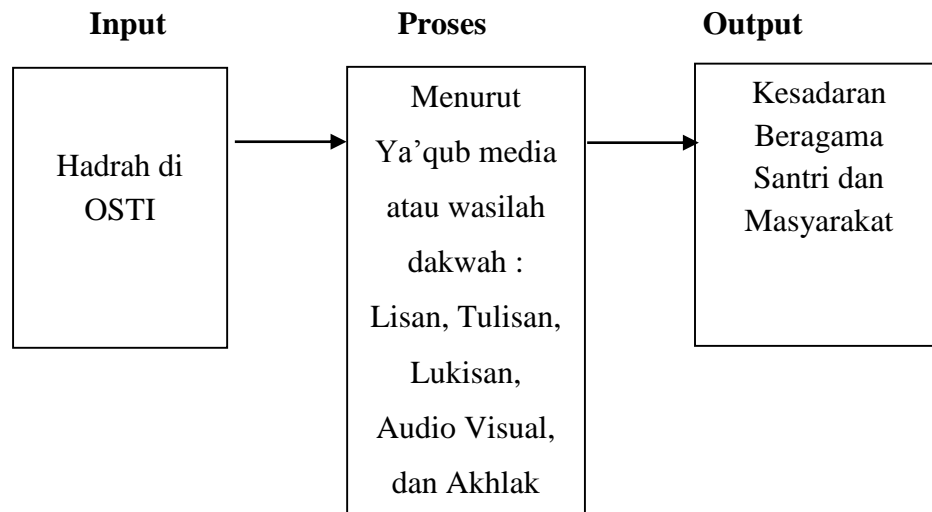 Input Proses Output
Hadrah di
OSTI
Menurut
Ya’qub media
atau wasilah
dakwah :
Lisan, Tulisan,
Lukisan,
Audio Visual,
dan Akhlak
Kesadaran
Beragama
Santri dan
Masyarakat